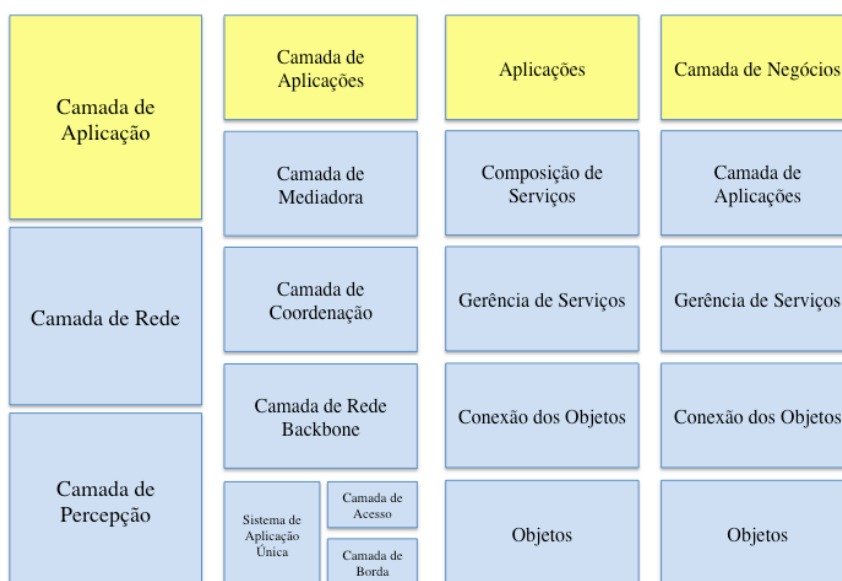 Camada de
Aplicação
Camada de Rede
Camada de
Percepção
Camada de
Aplicações
Camada de
Mediadora
Camada de
Coordenação
Camada de Rede
Backbone
Sistema de
Aplicação
Única
Camada de
Acesso
Camada de
Borda
Aplicações
Composição de
Serviços
Gerência de Serviços
Conexão dos Objetos
Objetos
Camada de Negócios
Camada de
Aplicações
Gerência de Serviços
Conexão dos Objetos
Objetos